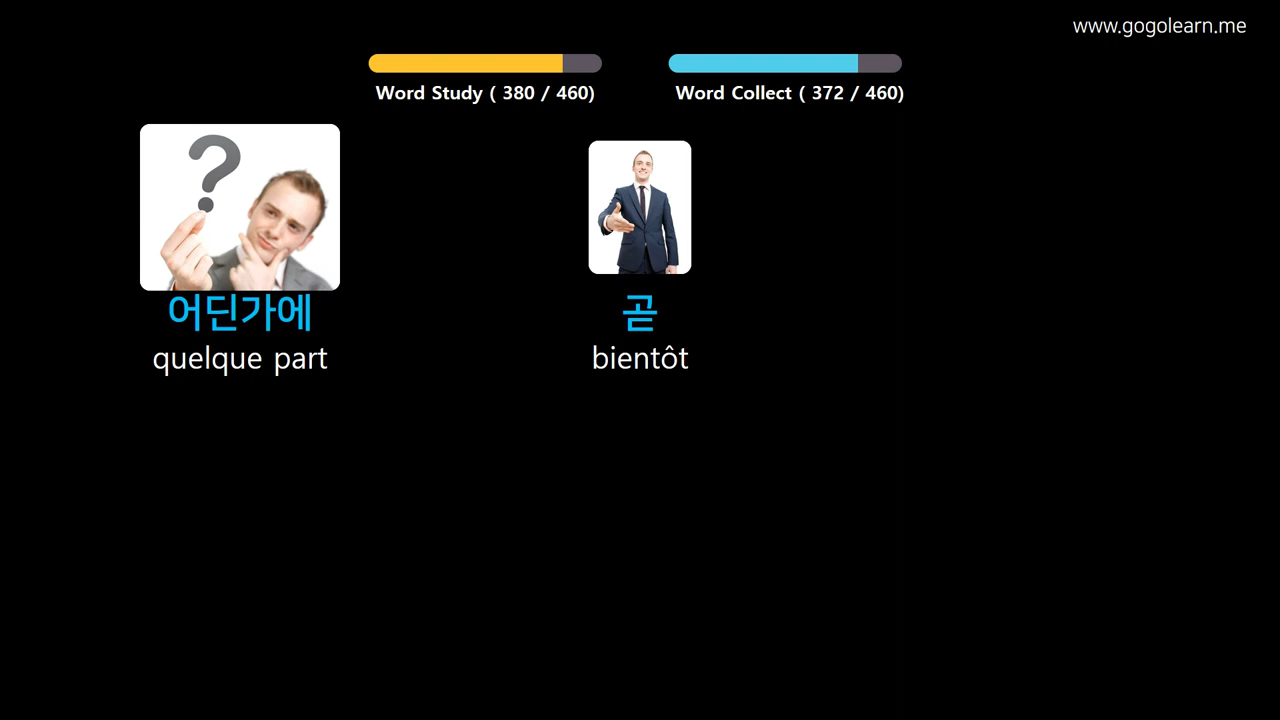 www.gogolearn.me
Word Study ( 380 / 460)
Word Collect ( 372 / 460)
?
어딘가에
곧
quelque part
bientôt